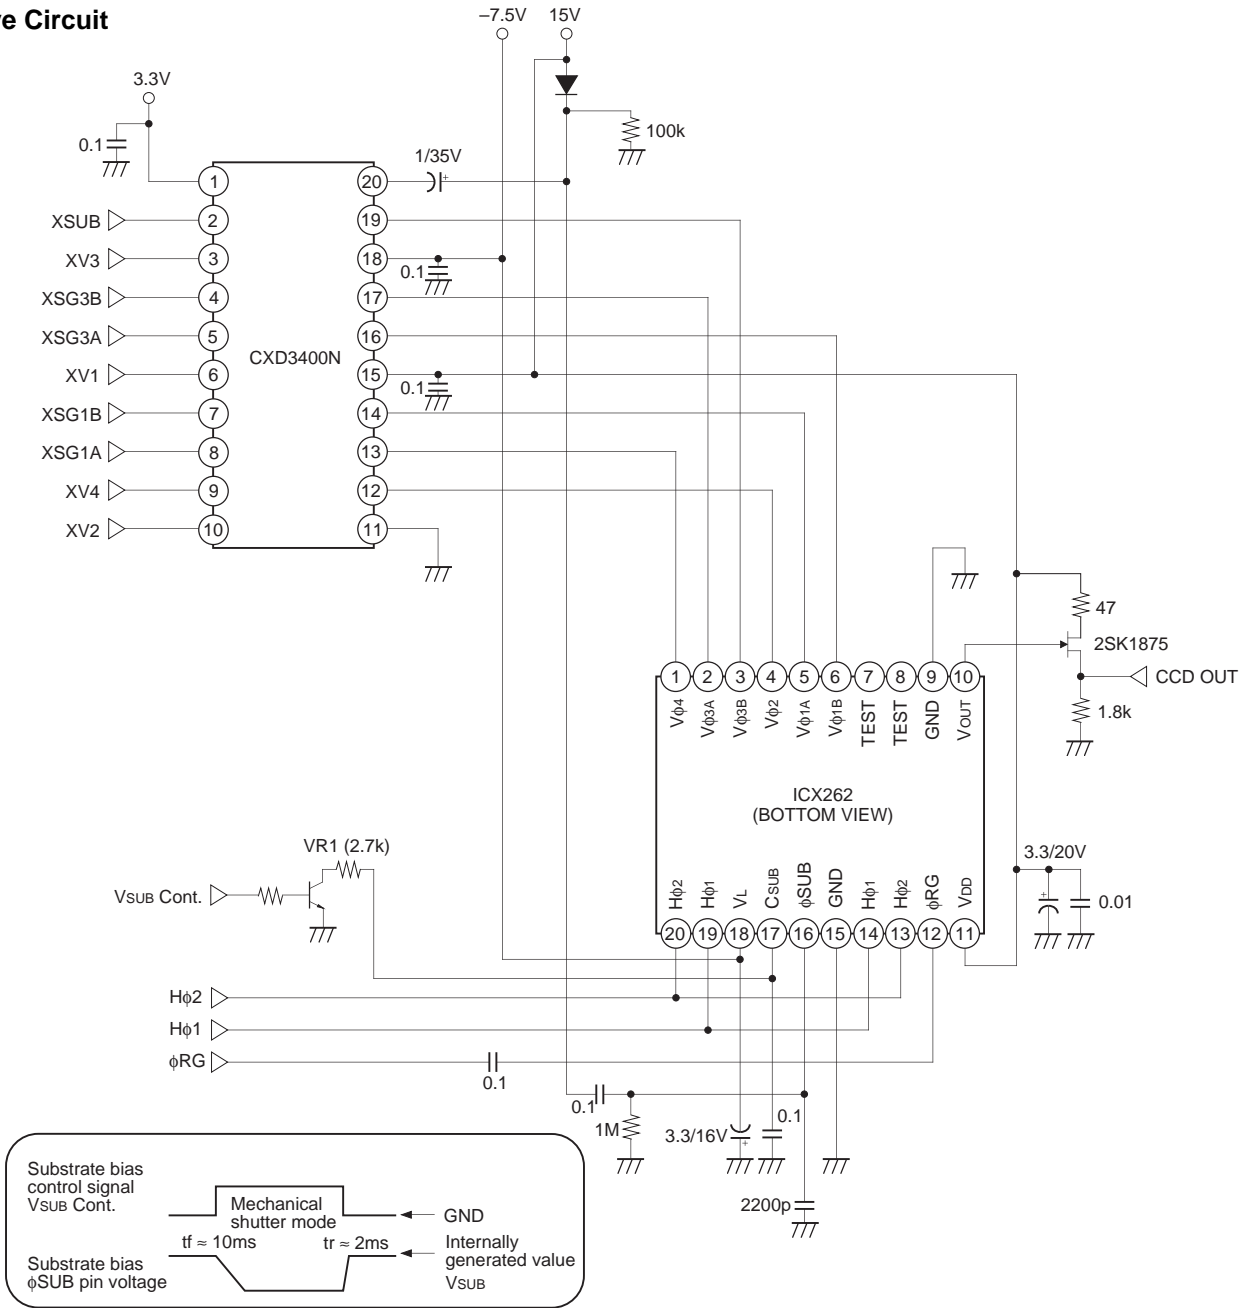 e Circuit
–7.5V 15V
3.3V
0.1
100k
1/35V
+
1 20
XSUB 2 19
XV3 3 18
0.1
XSG3B 4 17
XSG3A 5 16
CXD3400N
XV1 6 15
0.1
XSG1B 7 14
XSG1A 8 13
XV4 9 12
XV2 10 11
47
2SK1875
CCD OUT
1.8k
1 2 3 4 5 6 7 8 9 10
Vϕ4 Vϕ3A Vϕ3B Vϕ2 Vϕ1A Vϕ1B TEST TEST GND VOUT
ICX262
(BOTTOM VIEW)
Hϕ2 Hϕ1 VL CSUB ϕSUB GND Hϕ1 Hϕ2 ϕRG VDD
20 19 18 17 16 15 14 13 12 11
3.3/20V
+
0.01
VR1 (2.7k)
VSUB Cont.
Hϕ2
Hϕ1
ϕRG
0.1
0.1
1M
3.3/16V
+
0.1
2200p
Substrate bias
control signal
VSUB Cont.
Mechanical
shutter mode
GND
tf ≈ 10ms tr ≈ 2ms
Internally
generated value
VSUB
Substrate bias
ϕSUB pin voltage